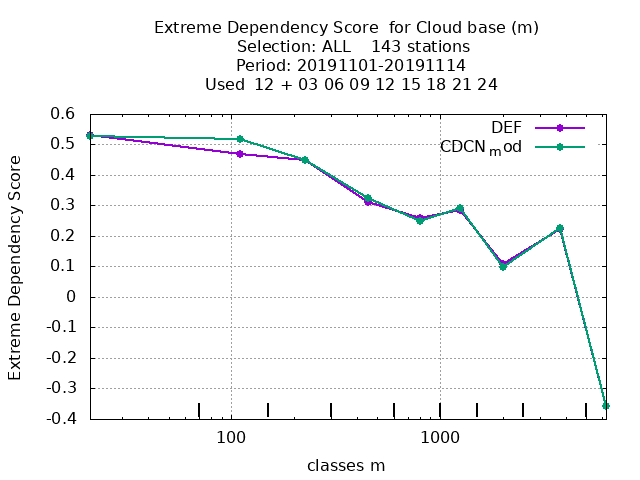 Extreme Dependency Score  for Cloud base (m)
Selection: ALL    143 stations
Period: 20191101-20191114
Used  12 + 03 06 09 12 15 18 21 24
DEF
CDCNmod
Extreme Dependency Score
0.6
0.5
0.4
0.3
0.2
0.1
0
-0.1
-0.2
-0.3
-0.4
100
1000
classes m